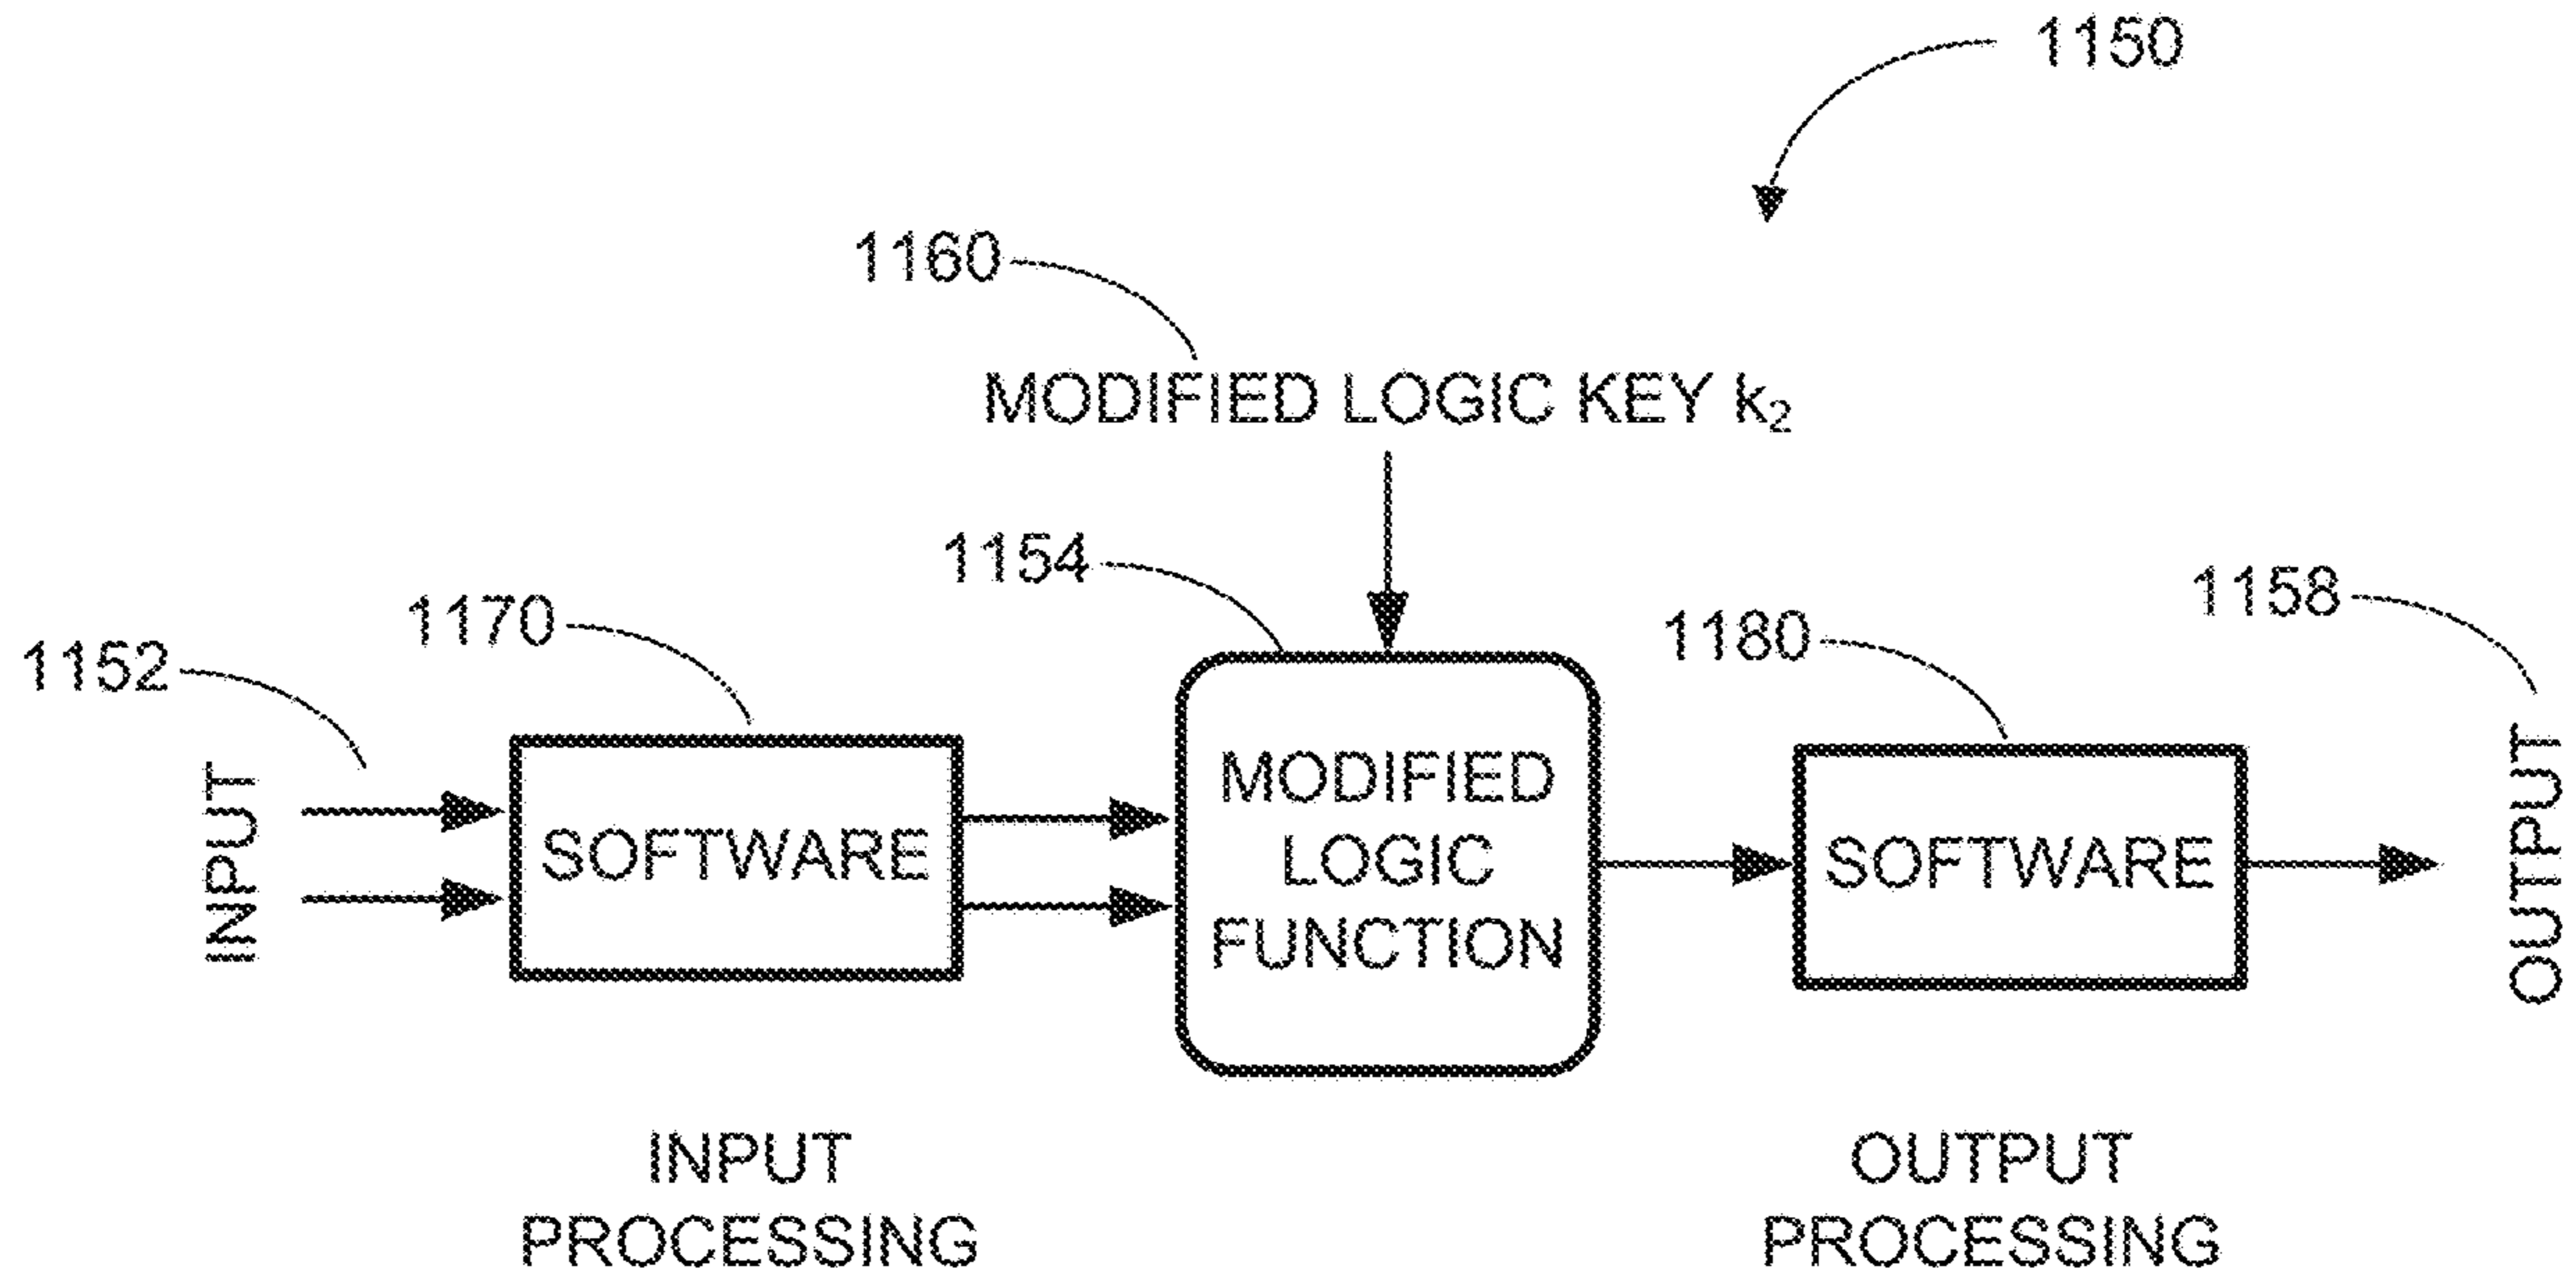 1150
1160
MODIFIED LOGIC KEY k₂
1154
1158
1170
1180
1152
INPUT
SOFTWARE
MODIFIED
LOGIC
FUNCTION
SOFTWARE
OUTPUT
INPUT
PROCESSING
OUTPUT
PROCESSING